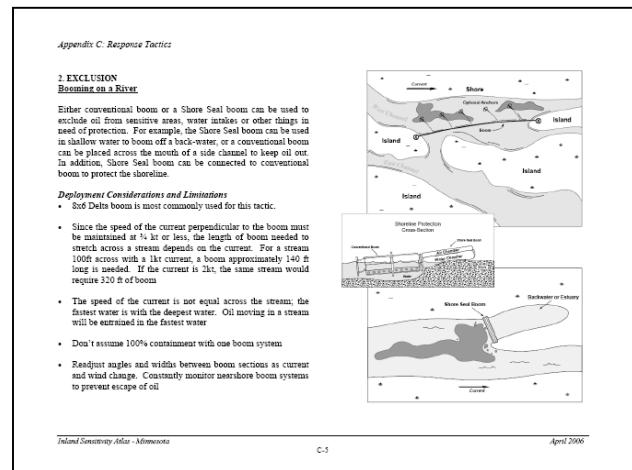 Appendix C: Response Tactics
2. EXCLUSION
Booming on a River
Either conventional boom or a Shore Seal boom can be used to
exclude oil from sensitive areas, water intakes or other things in
need of protection. For example, the Shore Seal boom can be used
in shallow water to boom off a back-water, or a conventional boom
can be placed across the mouth of a side channel to keep oil out.
In addition, Shore Seal boom can be connected to conventional
boom to protect the shoreline.
Deployment Considerations and Limitations
• 8x6 Delta boom is most commonly used for this tactic.
• Since the speed of the current perpendicular to the boom must
be maintained at ¾ kt or less, the length of boom needed to
stretch across a stream depends on the current. For a stream
100ft across with a 1kt current, a boom approximately 140 ft
long is needed. If the current is 2kt, the same stream would
require 320 ft of boom
• The speed of the current is not equal across the stream; the
fastest water is with the deepest water. Oil moving in a stream
will be entrained in the fastest water
• Don't assume 100% containment with one boom system
• Readjust angles and widths between boom sections as current
and wind change. Constantly monitor nearshore boom systems
to prevent escape of oil
Current
Shore
Optional Anchors
Channel
Boom
Island
Island
Island
Island
Channel
Shoreline Protection
Cross-Section
Conventional Boom
Shore Seal Boom
Air Chamber
Water Chamber
Water
Shore Seal Boom
Backwater or Estuary
Current
Inland Sensitivity Atlas - Minnesota
C-5
April 2006